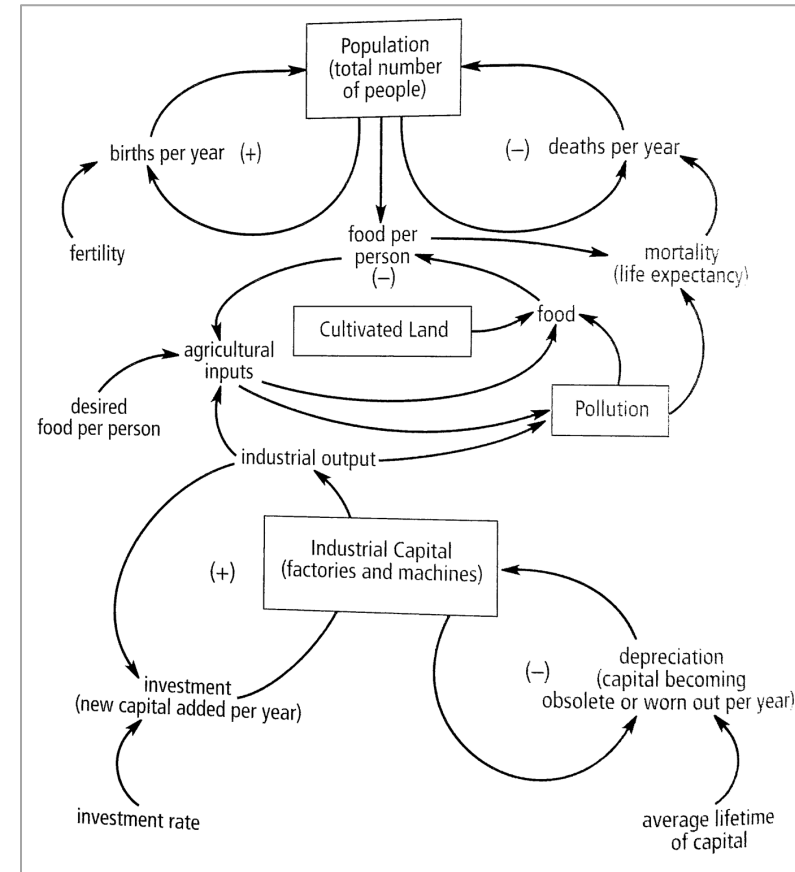 Population
(total number
of people)
births per year (+)
(–) deaths per year
fertility
food per
person
(–)
mortality
(life expectancy)
Cultivated Land
food
agricultural
inputs
desired
food per person
Pollution
industrial output
Industrial Capital
(factories and machines)
(+)
investment
(new capital added per year)
(–)
depreciation
(capital becoming
obsolete or worn out per year)
investment rate
average lifetime
of capital